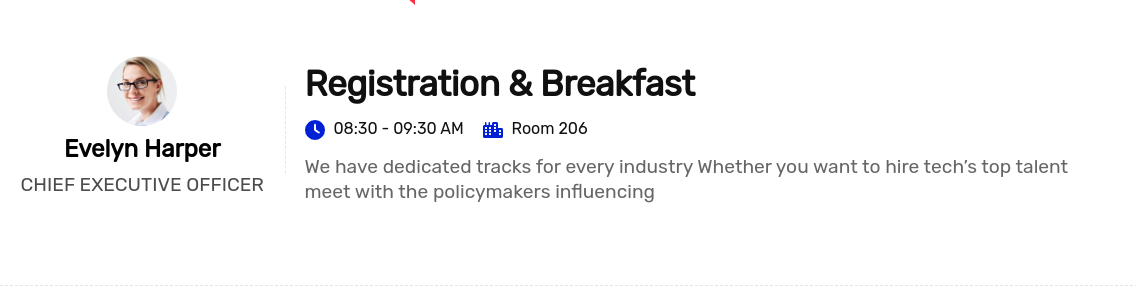 Evelyn Harper
CHIEF EXECUTIVE OFFICER
Registration & Breakfast
08:30 - 09:30 AM Room 206
We have dedicated tracks for every industry Whether you want to hire tech’s top talent
meet with the policymakers influencing